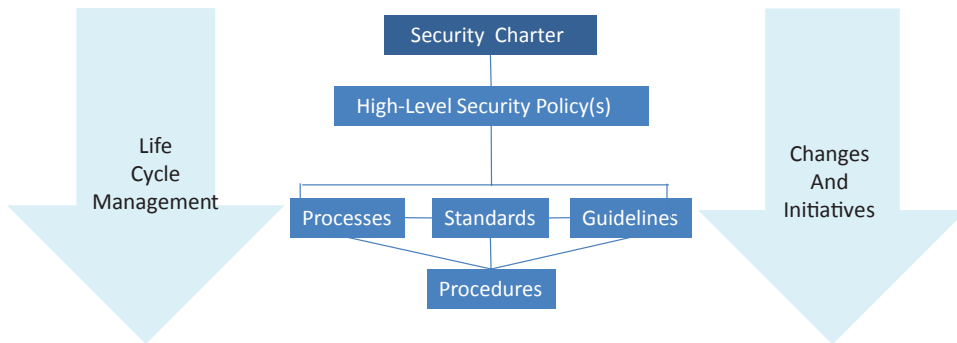 Security Charter
High-Level Security Policy(s)
Life
Cycle
Management
Changes
And
Initiatives
Processes
Standards
Guidelines
Procedures